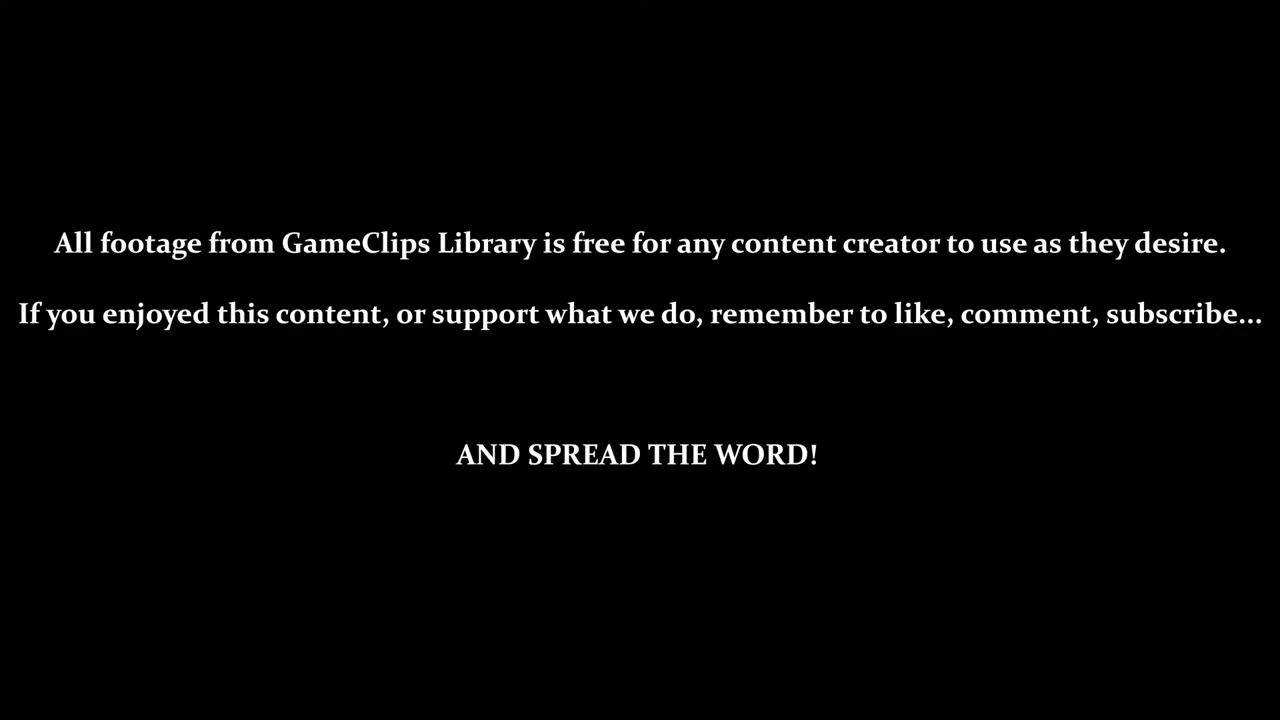 All footage from GameClips Library is free for any content creator to use as they desire.
If you enjoyed this content, or support what we do, remember to like, comment, subscribe...
AND SPREAD THE WORD!